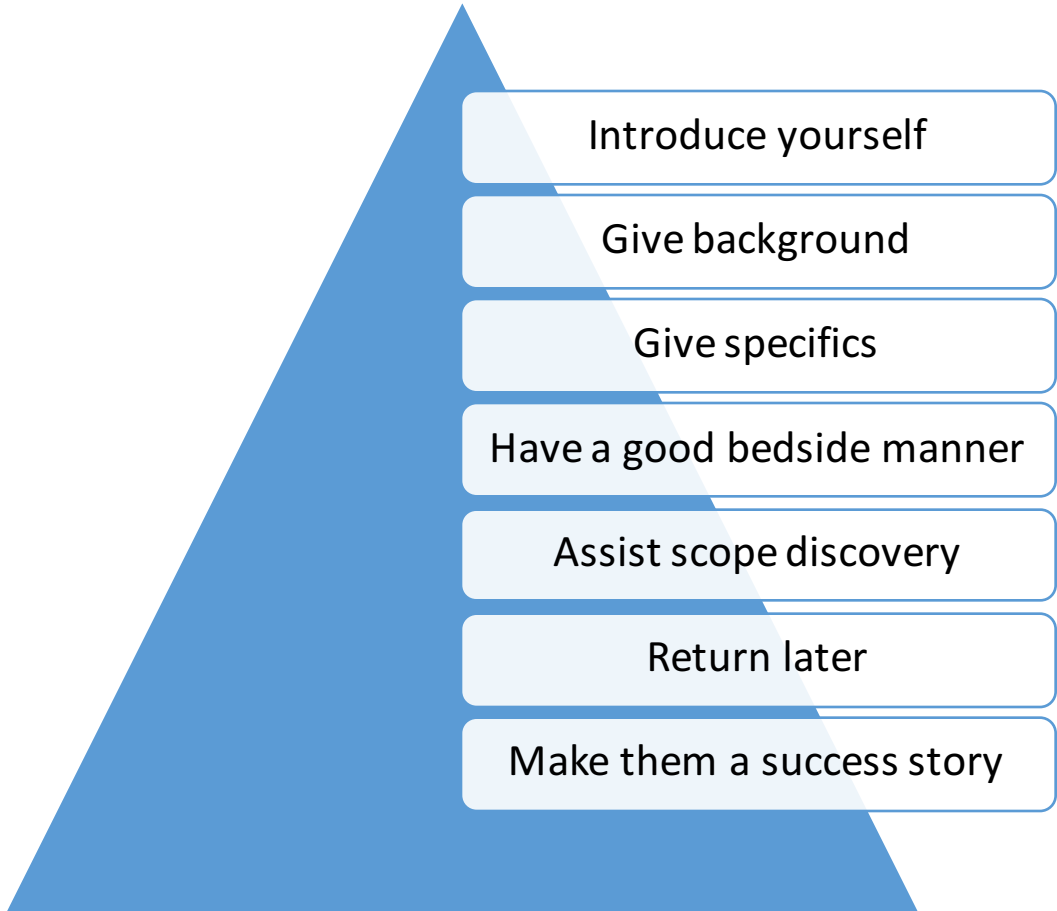 Introduce yourself
Give background
Give specifics
Have a good bedside manner
Assist scope discovery
Return later
Make them a success story